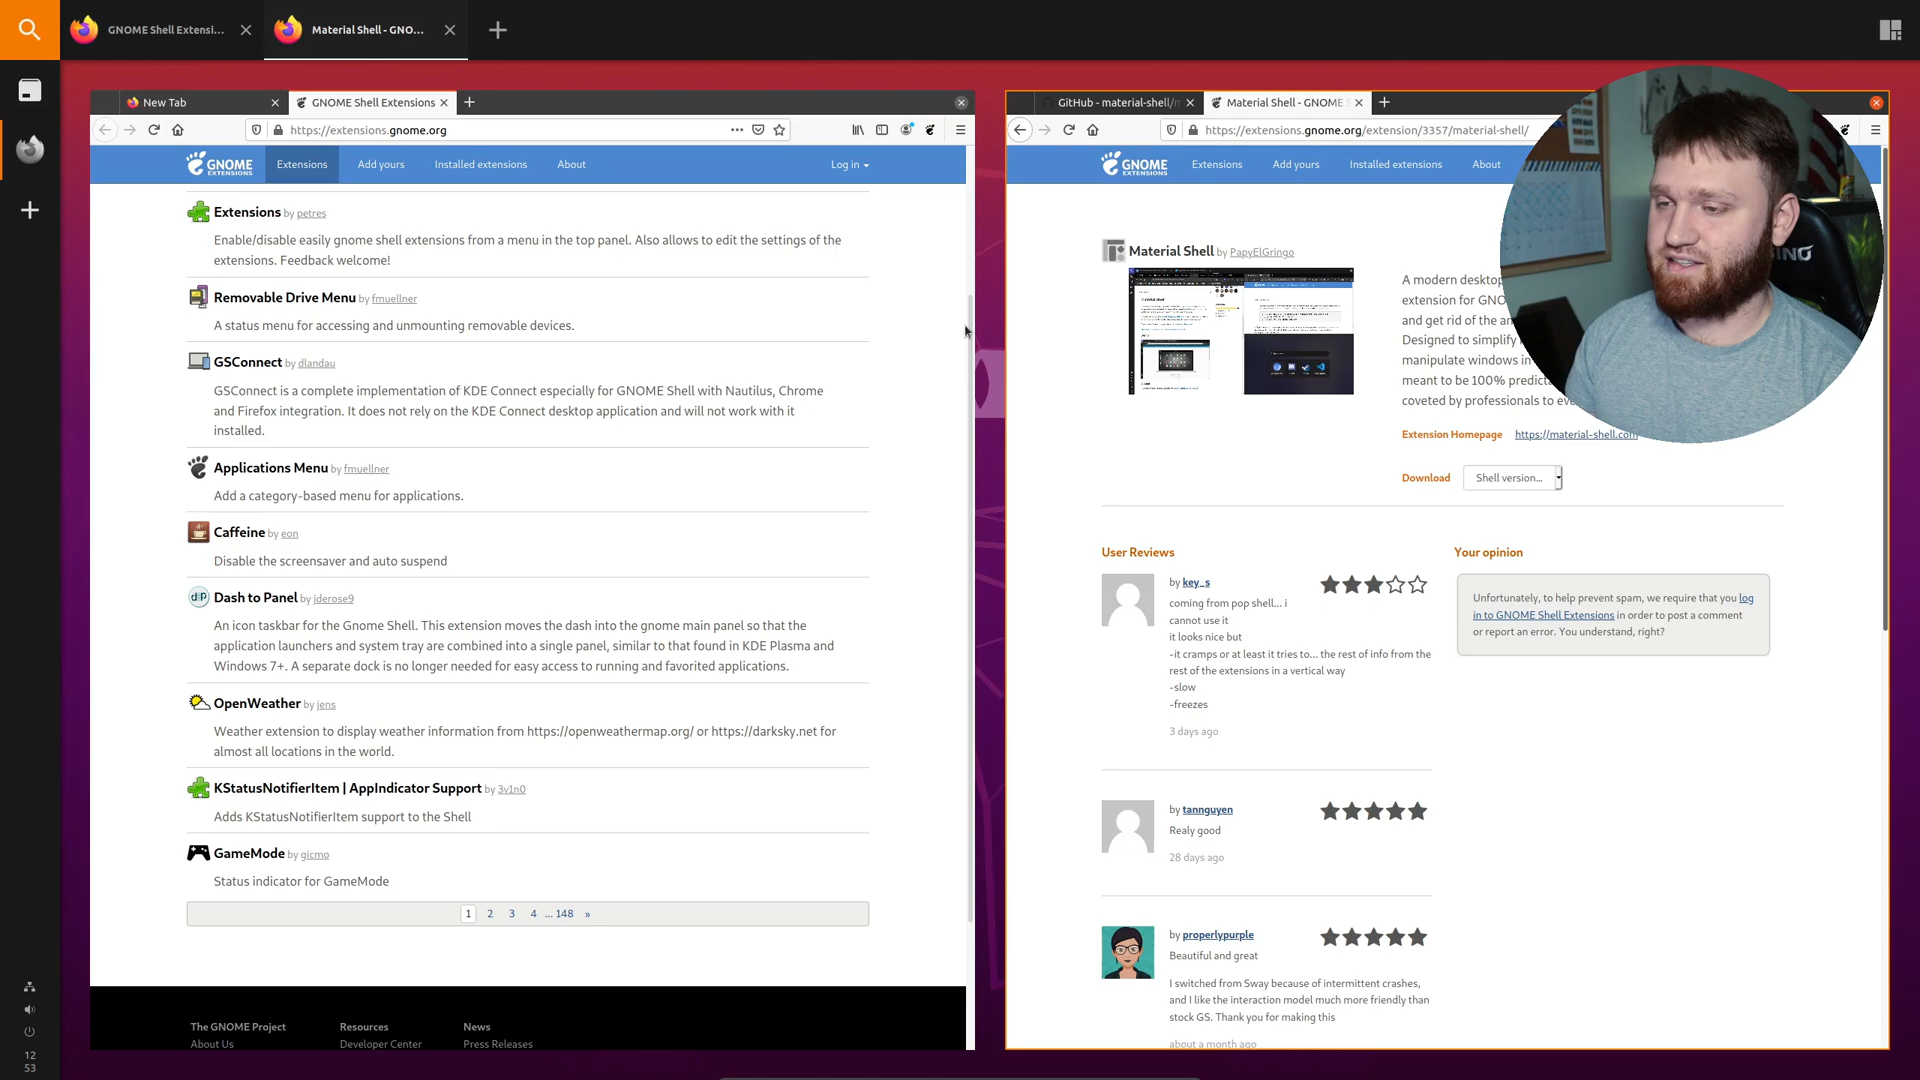 GNOME Shell Extensi...
Material Shell - GNO...
New Tab
GNOME Shell Extensions
https://extensions.gnome.org
GNOME
EXTENSIONS
Extensions
Add yours
Installed extensions
About
Log in
Extensions by petres
Enable/disable easily gnome shell extensions from a menu in the top panel. Also allows to edit the settings of the
extensions. Feedback welcome!
Removable Drive Menu by fmuellner
A status menu for accessing and unmounting removable devices.
GSConnect by dlandau
GSConnect is a complete implementation of KDE Connect especially for GNOME Shell with Nautilus, Chrome
and Firefox integration. It does not rely on the KDE Connect desktop application and will not work with it
installed.
Applications Menu by fmuellner
Add a category-based menu for applications.
Caffeine by eon
Disable the screensaver and auto suspend
Dash to Panel by jderose9
An icon taskbar for the Gnome Shell. This extension moves the dash into the gnome main panel so that the
application launchers and system tray are combined into a single panel, similar to that found in KDE Plasma and
Windows 7+. A separate dock is no longer needed for easy access to running and favorited applications.
OpenWeather by jens
Weather extension to display weather information from https://openweathermap.org/ or https://darksky.net for
almost all locations in the world.
KStatusNotifierItem | AppIndicator Support by 3v1n0
Adds KStatusNotifierItem support to the Shell
GameMode by gicmo
Status indicator for GameMode
1 2 3 4 ... 148 »
The GNOME Project
About Us
Resources
Developer Center
News
Press Releases
GitHub - material-shell/
Material Shell - GNOME
https://extensions.gnome.org/extension/3357/material-shell/
GNOME
EXTENSIONS
Extensions
Add yours
Installed extensions
About
Material Shell by PapyElGringo
A modern desktop
extension for GNO
and get rid of the
Designed to simplify
manipulate windows in
meant to be 100%
coveted by professionals to
Extension Homepage https://material-shell.com
Download Shell version...
User Reviews
by key_s
coming from pop shell... i
cannot use it
it looks nice but
-it cramps or at least it tries to... the rest of info from the
rest of the extensions in a vertical way
-slow
-freezes
3 days ago
by tannguyen
Realy good
28 days ago
by properlypurple
Beautiful and great
I switched from Sway because of intermittent crashes,
and I like the interaction model much more friendly than
stock GS. Thank you for making this
about a month ago
Your opinion
Unfortunately, to help prevent spam, we require that you log
in to GNOME Shell Extensions in order to post a comment
or report an error. You understand, right?
12
53